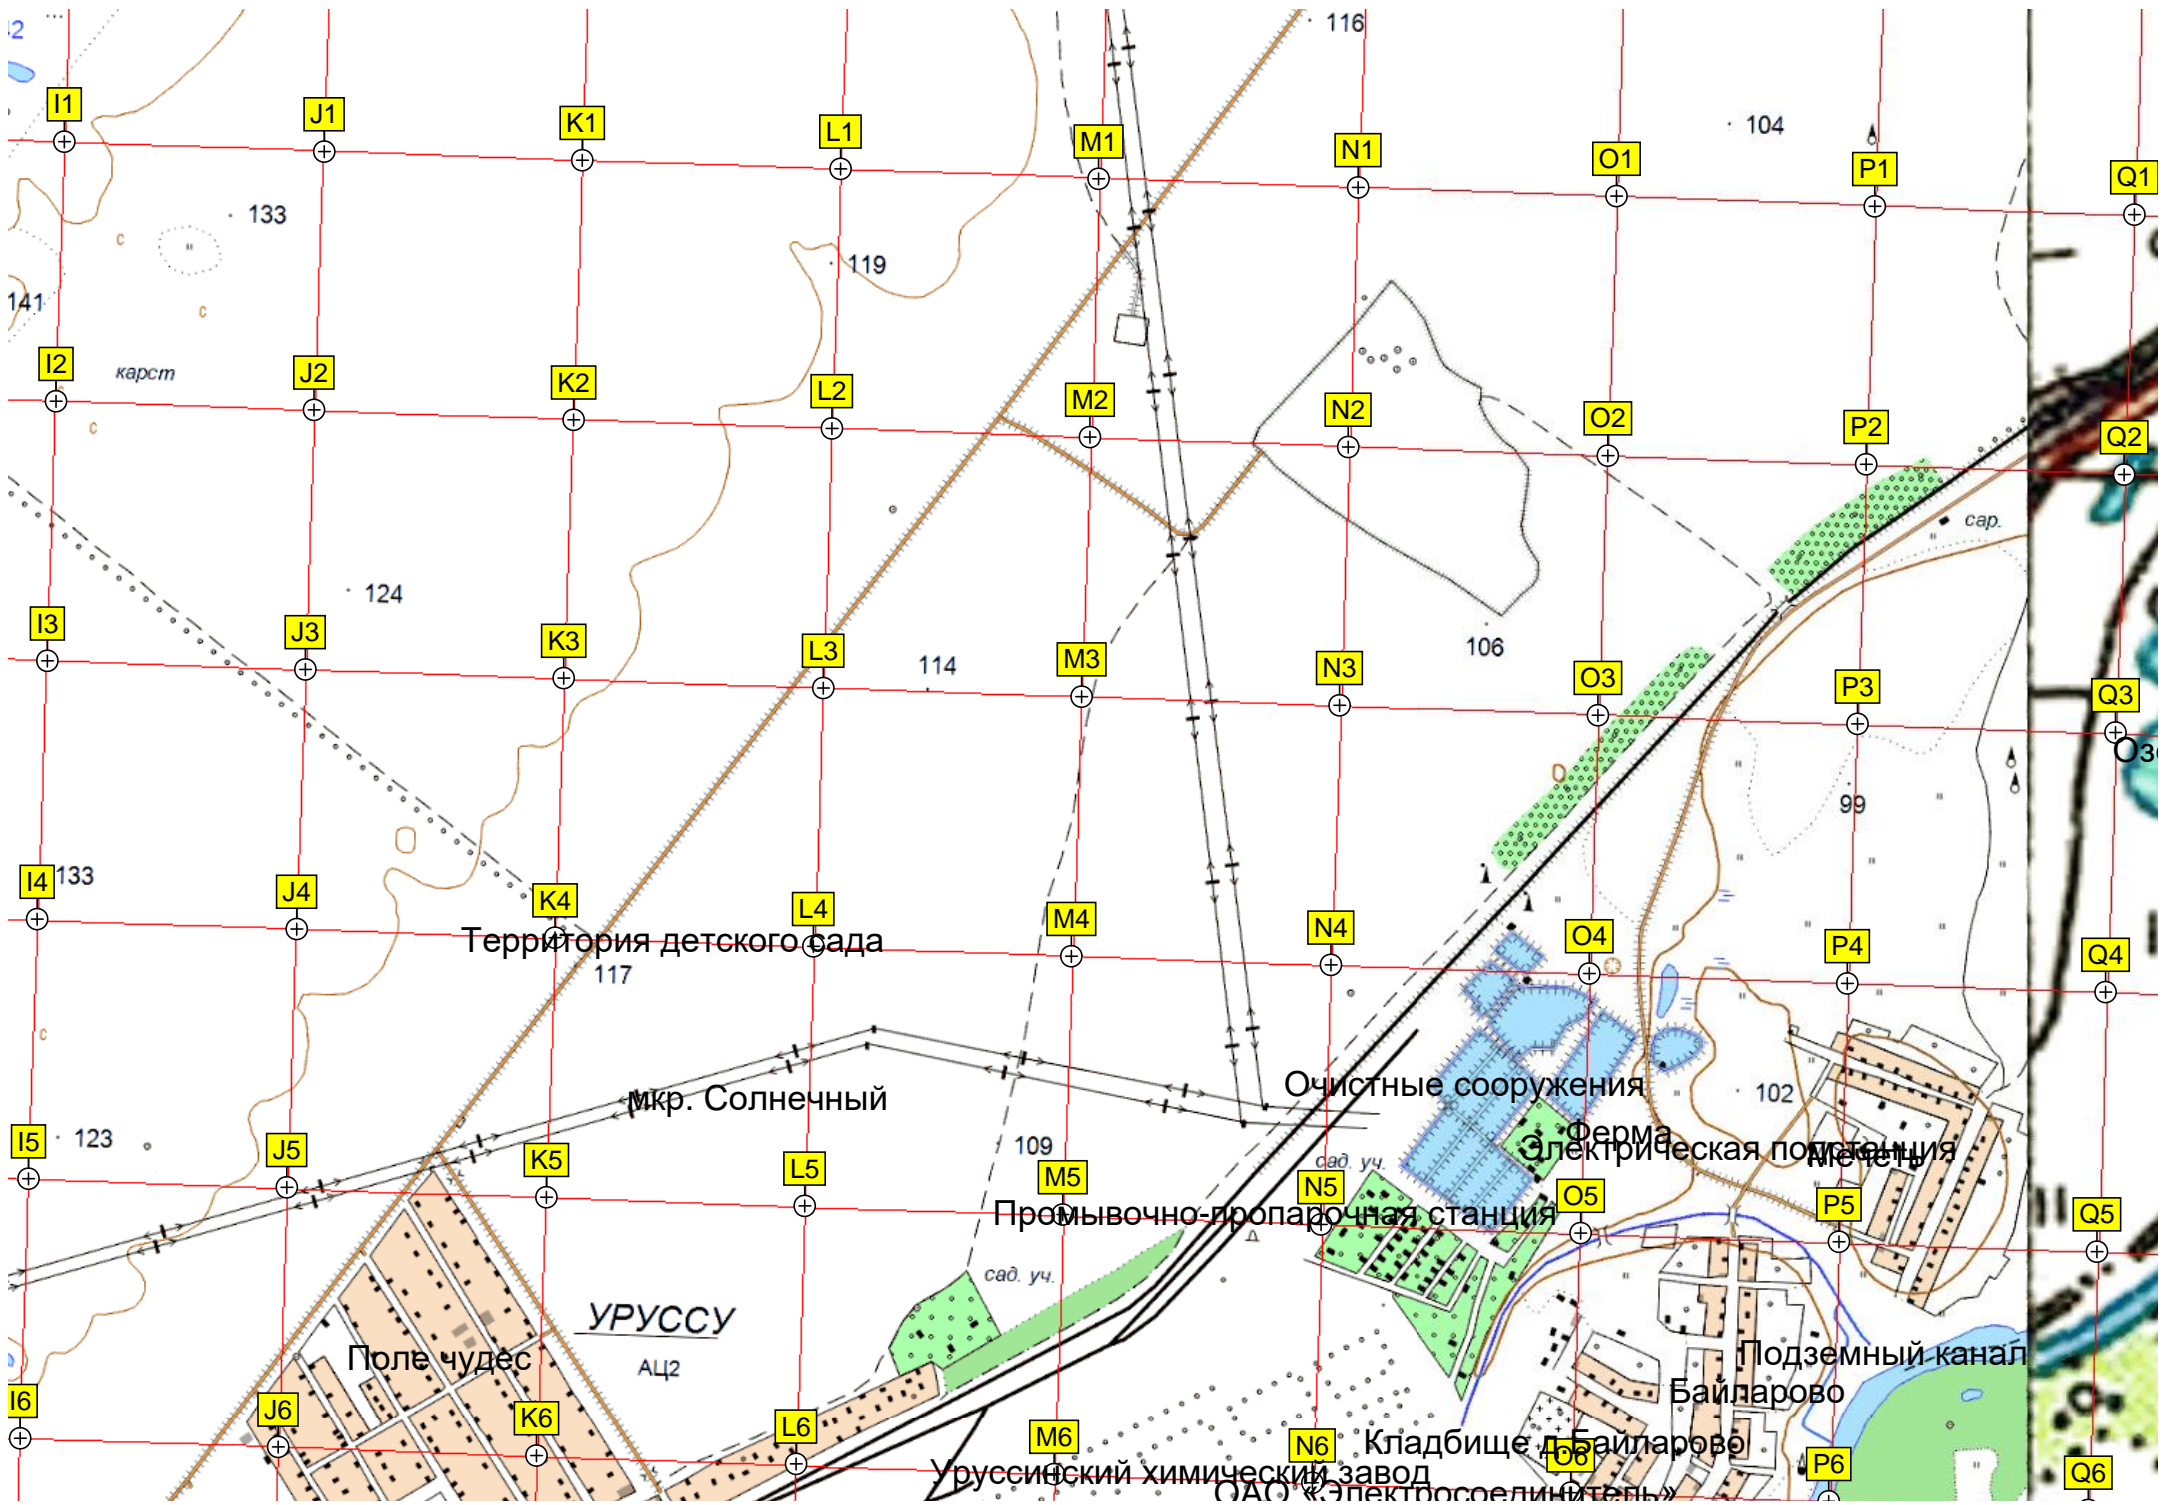 116
I1
J1
K1
L1
M1
N1
O1
P1
Q1
104
133
119
141
I2
карст
J2
K2
L2
M2
N2
O2
P2
Q2
сар.
124
I3
J3
K3
L3
114
M3
106
N3
O3
P3
Q3
99
I4
133
J4
K4
L4
M4
N4
O4
P4
Q4
Территория детского сада
117
мкр. Солнечный
Очистные сооружения
102
Ферма
Электрическая подстанция
Мечеть
I5
123
J5
K5
L5
109
M5
сад. уч.
N5
O5
P5
Q5
Промывочно-пропарочная станция
сад. уч.
УРУССУ
АЦ2
Поле чудес
Подземный канал
Байларово
I6
J6
K6
L6
M6
N6
Кладбище д.Байларово
O6
P6
Q6
Уруссинский химический завод
ОАО «Электросоединитель»